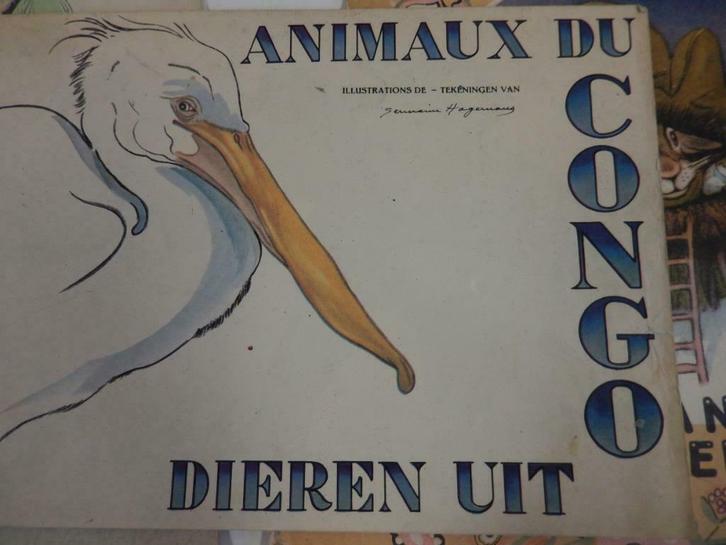 ANIMAUX DU
ILLUSTRATIONS DE – TEKENINGEN VAN
Germaine Hagemans
CONGO
DIEREN UIT